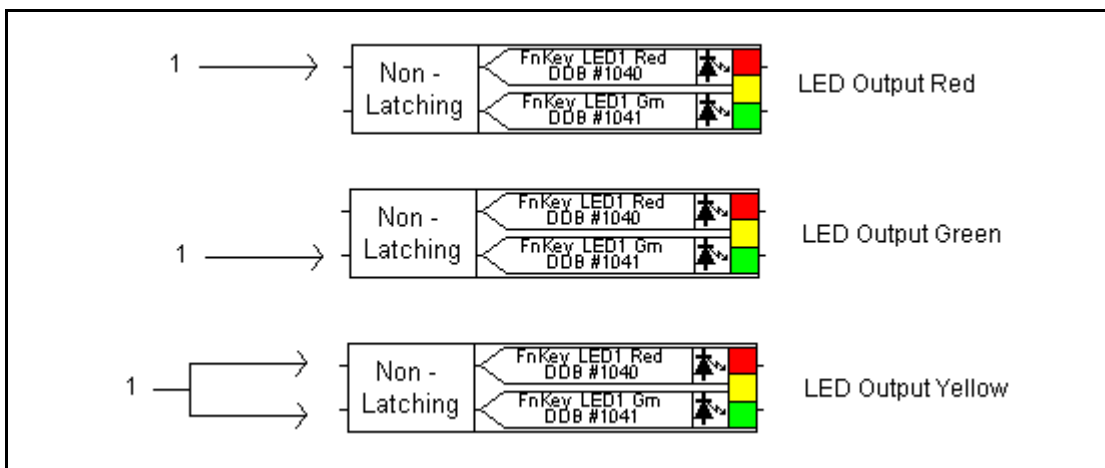 1
Non -
Latching
FnKey LED1 Red
DDB #1040
FnKey LED1 Grn
DDB #1041
LED Output Red
1
Non -
Latching
FnKey LED1 Red
DDB #1040
FnKey LED1 Grn
DDB #1041
LED Output Green
1
Non -
Latching
FnKey LED1 Red
DDB #1040
FnKey LED1 Grn
DDB #1041
LED Output Yellow